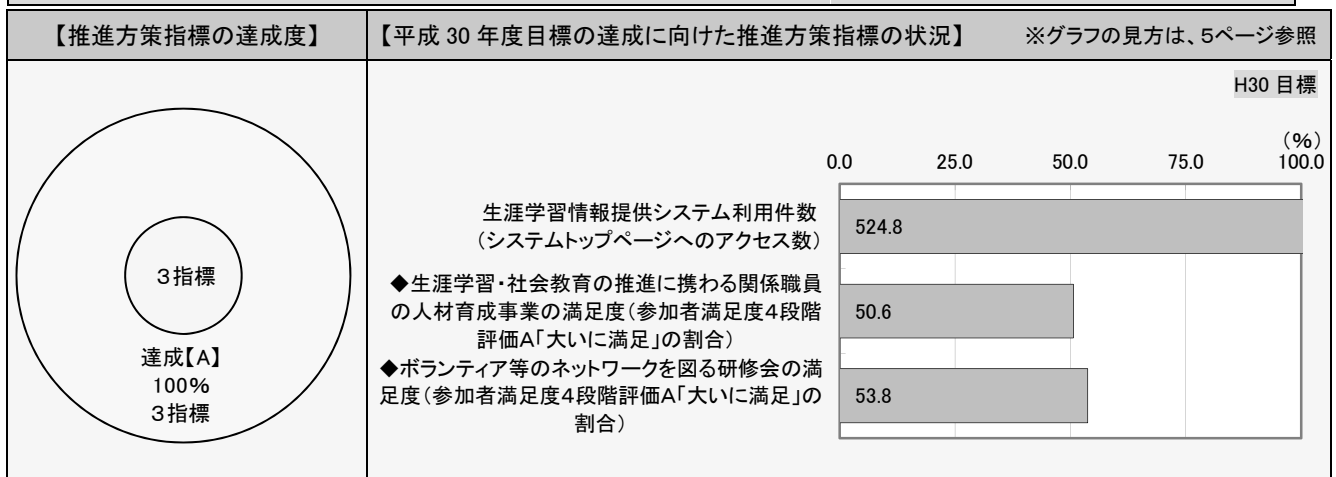 【推進方策指標の達成度】
【平成 30 年度目標の達成に向けた推進方策指標の状況】 ※グラフの見方は、5ページ参照
3指標
達成【A】
100%
3指標
H30 目標
（%）
0.0 25.0 50.0 75.0 100.0
生涯学習情報提供システム利用件数
（システムトップページへのアクセス数）
524.8
◆生涯学習・社会教育の推進に携わる関係職員
の人材育成事業の満足度（参加者満足度4段階
評価A「大いに満足」の割合）
50.6
◆ボランティア等のネットワークを図る研修会の満
足度（参加者満足度4段階評価A「大いに満足」の
割合）
53.8